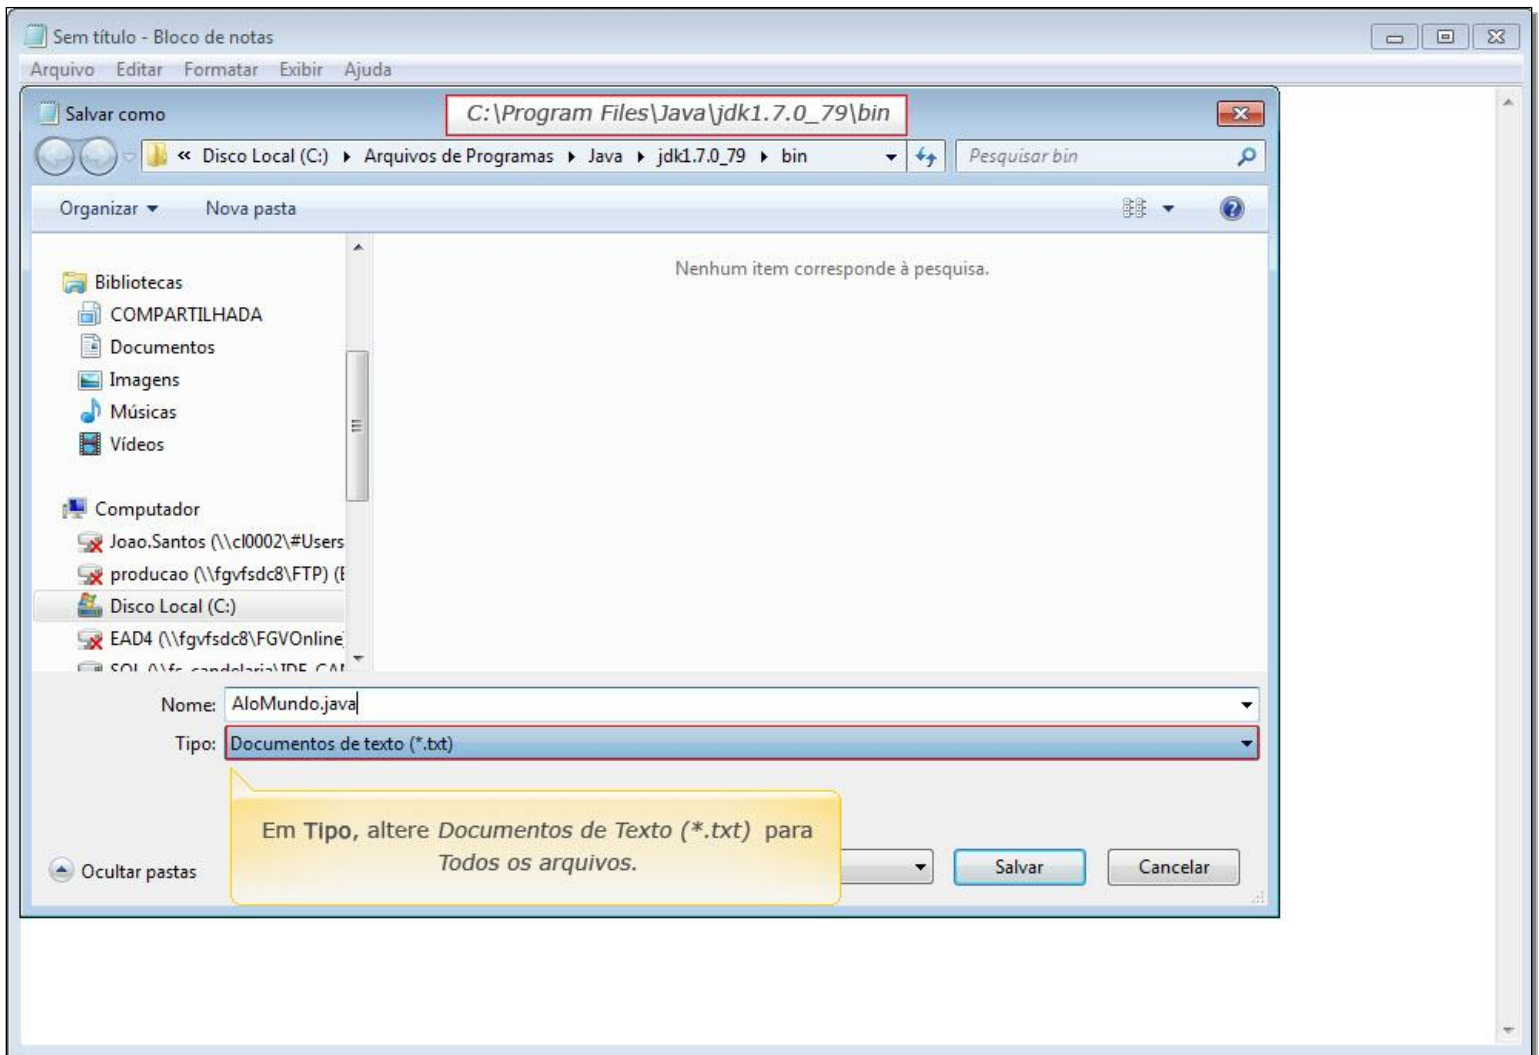 Sem título - Bloco de notas
Arquivo Editar Formatar Exibir Ajuda
Salvar como
C:\Program Files\Java\jdk1.7.0_79\bin
« Disco Local (C:) Arquivos de Programas Java jdk1.7.0_79 bin
Pesquisar bin
Organizar Nova pasta
Nenhum item corresponde à pesquisa.
Bibliotecas
COMPARTILHADA
Documentos
Imagens
Músicas
Vídeos
Computador
Joao.Santos (\\cl0002\#Users
producao (\\fgvfsdc8\FTP) (
Disco Local (C:)
EAD4 (\\fgvfsdc8\FGVOnline)
Nome: AloMundo.java
Tipo: Documentos de texto (*.txt)
Em Tipo, altere Documentos de Texto (*.txt) para
Todos os arquivos.
Ocultar pastas
Salvar
Cancelar